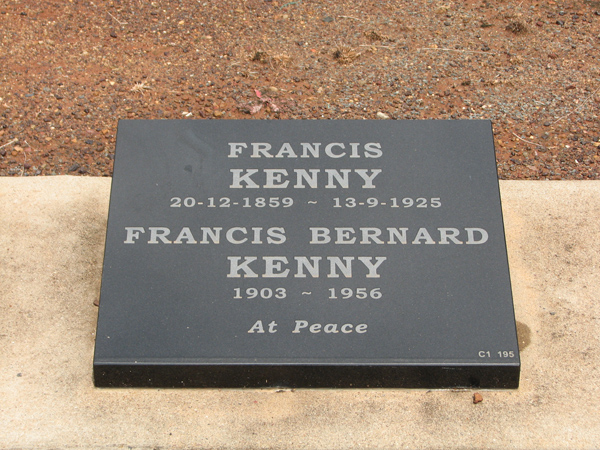 FRANCIS
KENNY
20-12-1859 ~ 13-9-1925
FRANCIS BERNARD
KENNY
1903 ~ 1956
At Peace
C1 195